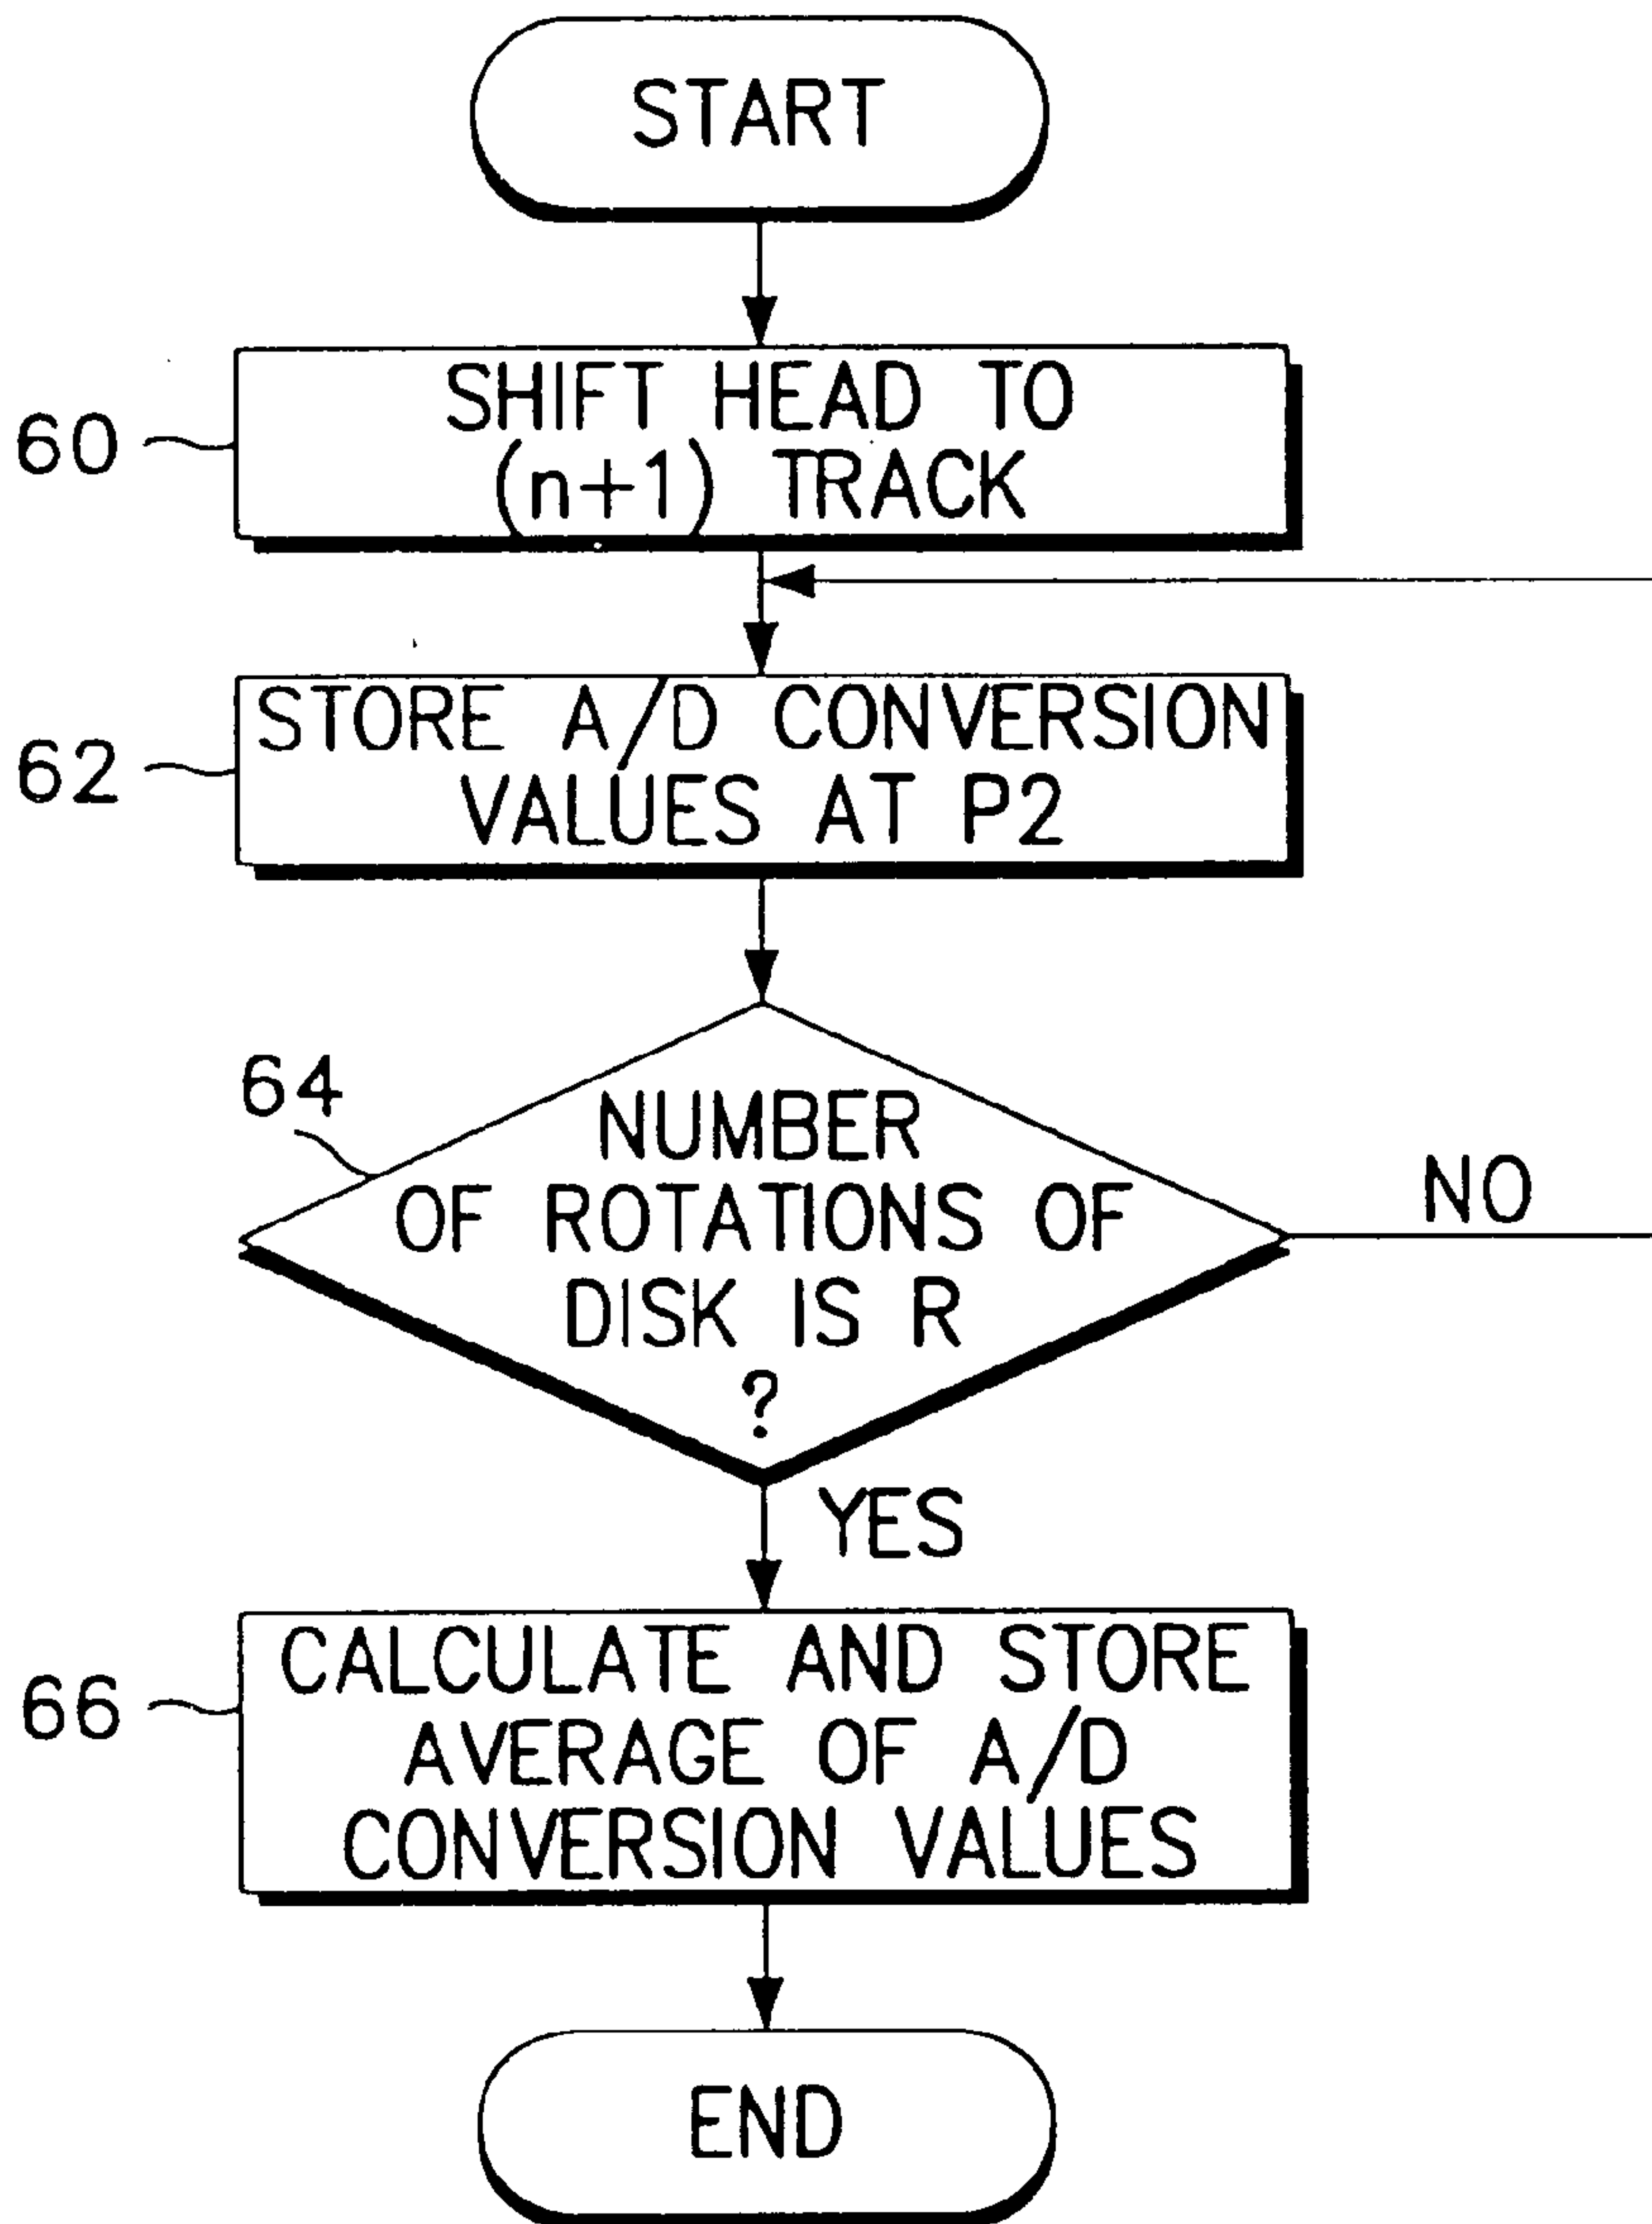 START
60
SHIFT HEAD TO
(n+1) TRACK
62
STORE A/D CONVERSION
VALUES AT P2
64
NUMBER
OF ROTATIONS OF
DISK IS R
?
NO
YES
66
CALCULATE AND STORE
AVERAGE OF A/D
CONVERSION VALUES
END